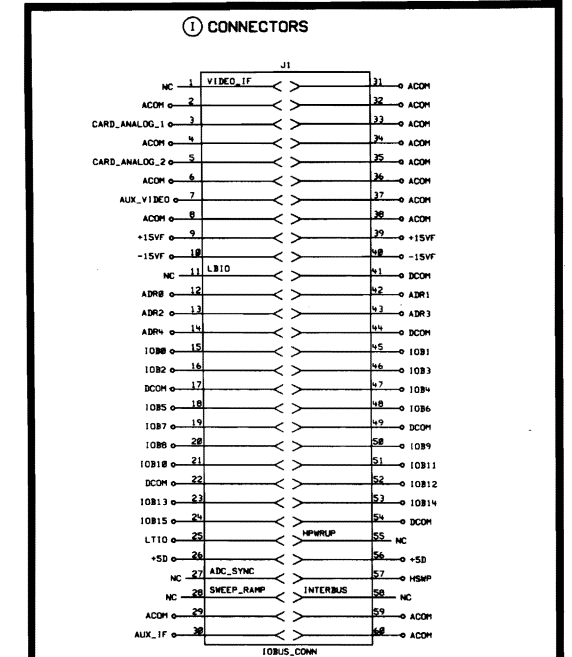 I CONNECTORS
J1
NC 1 VIDEO_IF 31 ACOM
ACOM 2 32 ACOM
CARD_ANALOG_1 3 33 ACOM
ACOM 4 34 ACOM
CARD_ANALOG_2 5 35 ACOM
ACOM 6 36 ACOM
AUX_VIDEO 7 37 ACOM
ACOM 8 38 ACOM
+15VF 9 39 +15VF
-15VF 10 40 -15VF
NC 11 LBIO 41 DCOM
ADR0 12 42 ADR1
ADR2 13 43 ADR3
ADR4 14 44 DCOM
IOB0 15 45 IOB1
IOB2 16 46 IOB3
DCOM 17 47 IOB4
IOB5 18 48 IOB6
IOB7 19 49 DCOM
IOB8 20 50 IOB9
IOB10 21 51 IOB11
DCOM 22 52 IOB12
IOB13 23 53 IOB14
IOB15 24 54 DCOM
LTIO 25 HPWRUP 55 NC
+5D 26 56 +5D
NC 27 ADC_SYNC 57 HSWP
NC 28 SWEEP_RAMP INTERBUS 58 NC
ACOM 29 59 ACOM
AUX_IF 30 60 ACOM
IOBUS_CONN